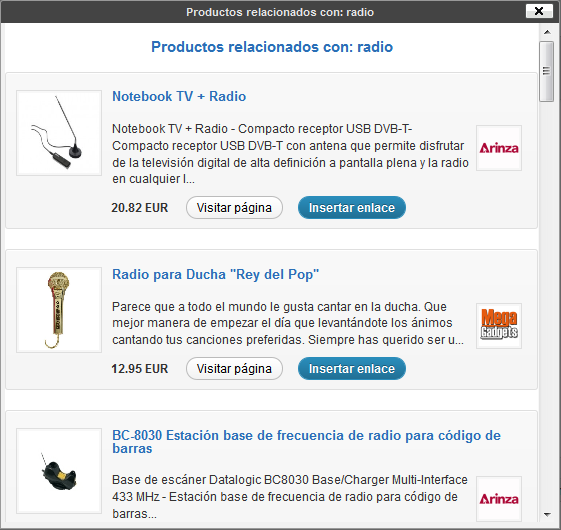 Productos relacionados con: radio
Productos relacionados con: radio
Notebook TV + Radio
Notebook TV + Radio - Compacto receptor USB DVB-T-
Compacto receptor USB DVB-T con antena que permite disfrutar
de la televisión digital de alta definición a pantalla plena y la radio
en cualquier l...
Arinza
20.82 EUR Visitar página Insertar enlace
Radio para Ducha "Rey del Pop"
Parece que a todo el mundo le gusta cantar en la ducha. Que
mejor manera de empezar el día que levantándote los ánimos
cantando tus canciones preferidas. Siempre has querido ser u...
Mega
Gadgets
12.95 EUR Visitar página Insertar enlace
BC-8030 Estación base de frecuencia de radio para código de
barras
Base de escáner Datalogic BC8030 Base/Charger Multi-Interface
433 MHz - Estación base de frecuencia de radio para código de
barras...
Arinza